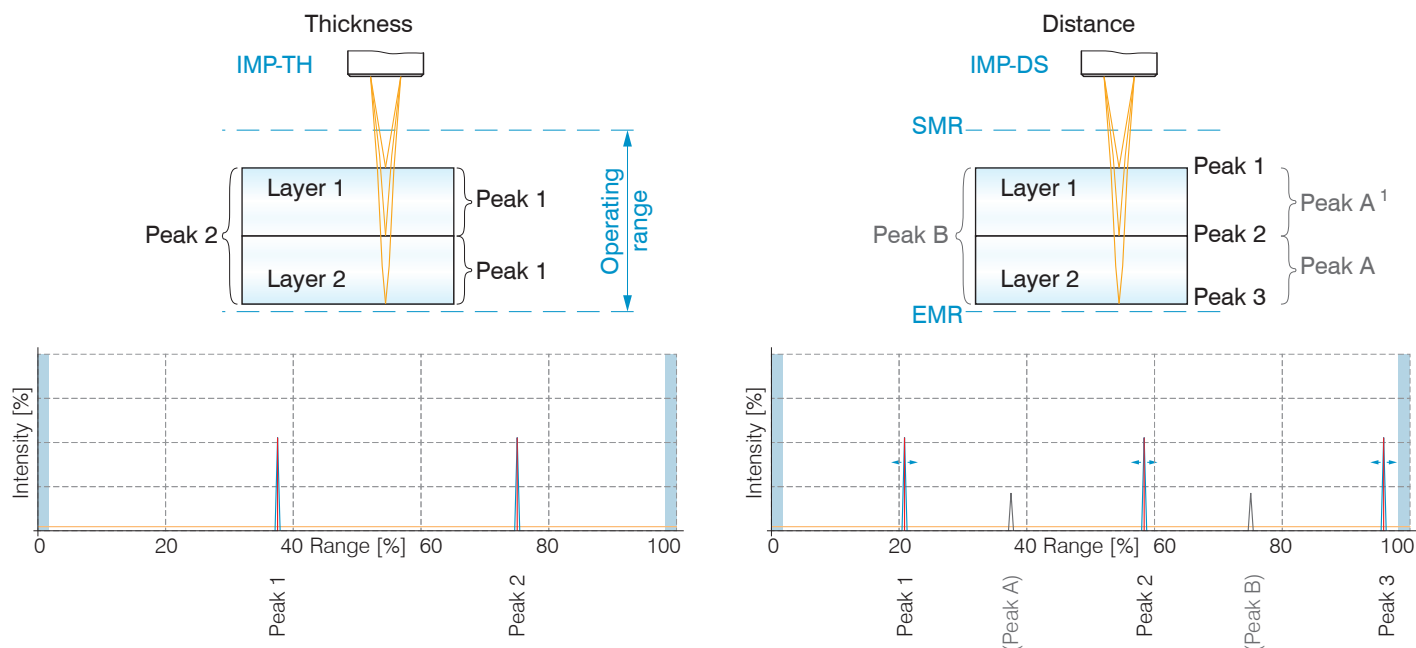 Thickness
IMP-TH
Layer 1
Peak 1
Peak 2
Layer 2
Peak 1
Operating
range
Intensity [%]
0 20 40 Range [%] 60 80 100
Peak 1
Peak 2
Distance
IMP-DS
SMR
Peak 1
Layer 1
Peak A 1
Peak B
Peak 2
Layer 2
Peak A
Peak 3
EMR
Intensity [%]
0 20 40 Range [%] 60 80 100
Peak 1
(Peak A)
Peak 2
(Peak B)
Peak 3